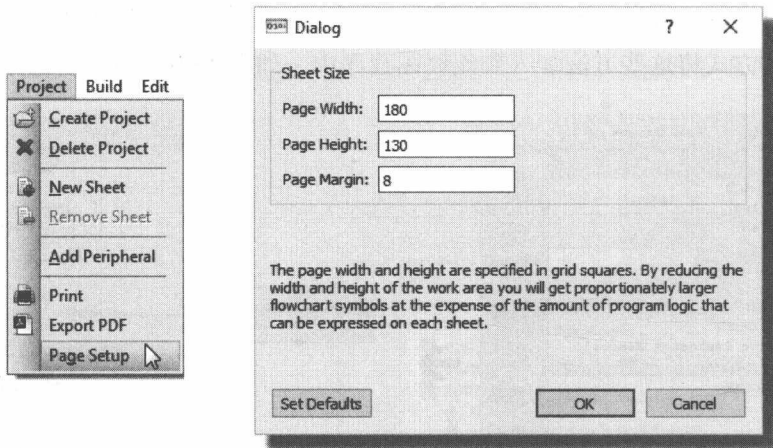 Project Build Edit
Create Project
Delete Project
New Sheet
Remove Sheet
Add Peripheral
Print
Export PDF
Page Setup
Dialog ?
Sheet Size
Page Width: 180
Page Height: 130
Page Margin: 8
The page width and height are specified in grid squares. By reducing the
width and height of the work area you will get proportionately larger
flowchart symbols at the expense of the amount of program logic that
can be expressed on each sheet.
Set Defaults OK Cancel